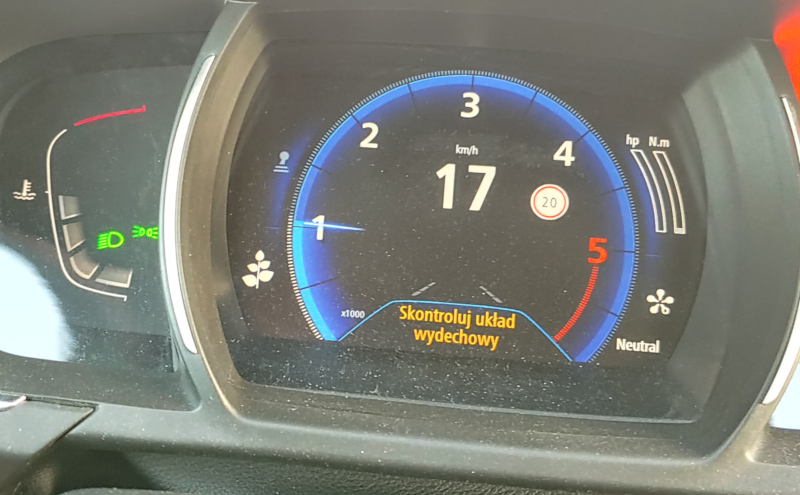 3
2
4
km/h
hp N.m
17
20
1
5
x1000
Skontroluj układ
wydechowy
Neutral